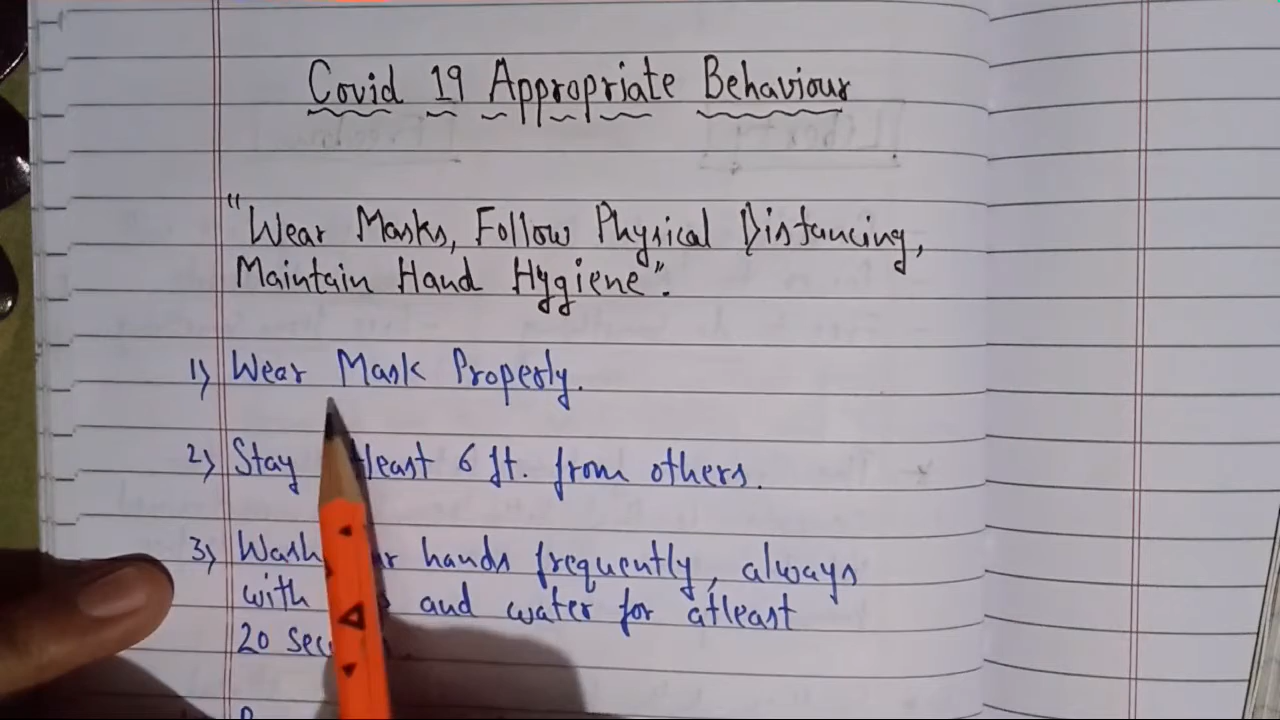 Covid 19 Appropriate Behaviour
"Wear Masks, Follow Physical Distancing,
Maintain Hand Hygiene".
1) Wear Mask Properly.
2) Stay atleast 6 ft. from others.
3) Wash hands frequently, always
with and water for atleast
20